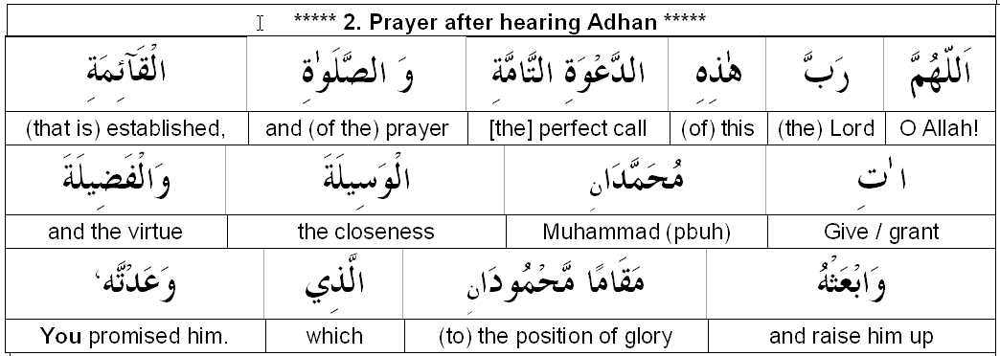 ***** 2. Prayer after hearing Adhan *****
اَللّٰهُمَّ رَبَّ هٰذِهِ الدَّعْوَةِ التَّامَّةِ وَ الصَّلَوٰةِ الْقَآئِمَةِ
O Allah! (the) Lord (of) this [the] perfect call and (of the) prayer (that is) established,
اٰتِ مُحَمَّدَانِ الْوَسِيلَةَ وَالْفَضِيلَةَ
Give / grant Muhammad (pbuh) the closeness and the virtue
وَابْعَثْهُ مَقَامًا مَّحْمُودَانِ الَّذِي وَعَدْتَّهٗ
and raise him up (to) the position of glory which You promised him.